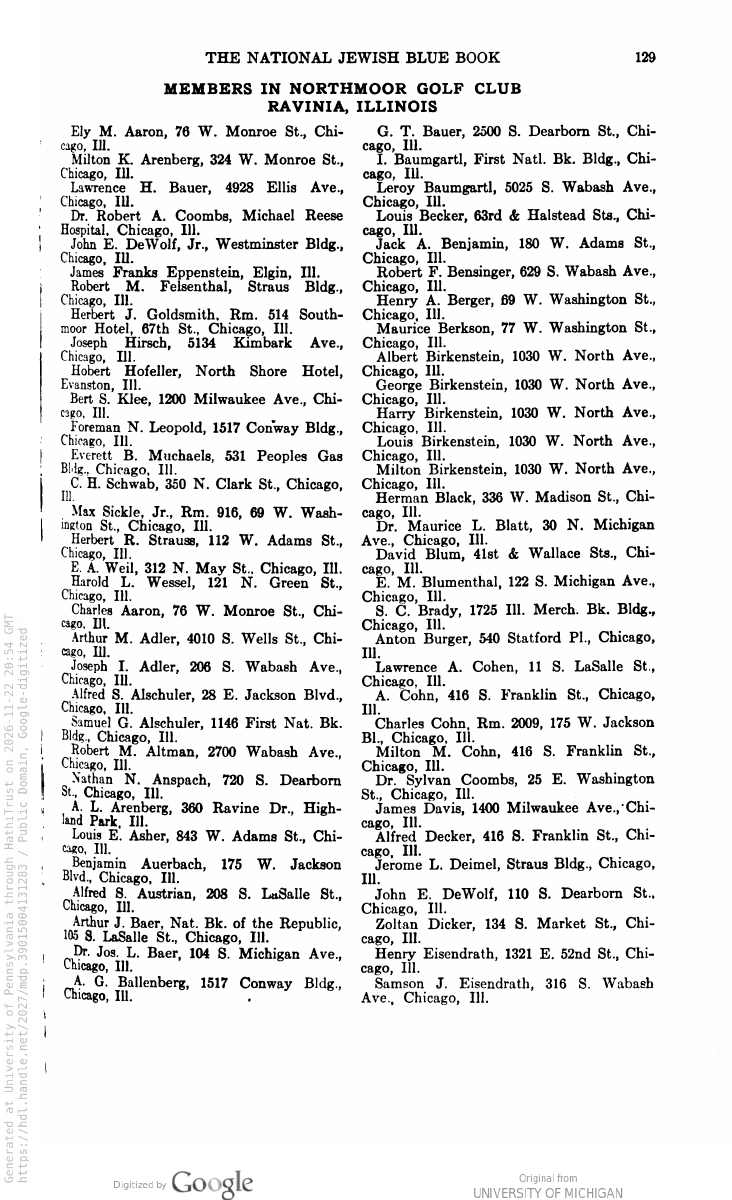 THE NATIONAL JEWISH BLUE BOOK 129
MEMBERS IN NORTHMOOR GOLF CLUB
RAVINIA, ILLINOIS
Ely M. Aaron, 76 W. Monroe St., Chi-
cago, Ill.
Milton K. Arenberg, 324 W. Monroe St.,
Chicago, Ill.
Lawrence H. Bauer, 4928 Ellis Ave.,
Chicago, Ill.
Dr. Robert A. Coombs, Michael Reese
Hospital, Chicago, Ill.
John E. DeWolf, Jr., Westminster Bldg.,
Chicago, Ill.
James Franks Eppenstein, Elgin, Ill.
Robert M. Felsenthal, Straus Bldg.,
Chicago, Ill.
Herbert J. Goldsmith, Rm. 514 South-
moor Hotel, 67th St., Chicago, Ill.
Joseph Hirsch, 5134 Kimbark Ave.,
Chicago, Ill.
Hobert Hofeller, North Shore Hotel,
Evanston, Ill.
Bert S. Klee, 1200 Milwaukee Ave., Chi-
cago, Ill.
Foreman N. Leopold, 1517 Conway Bldg.,
Chicago, Ill.
Everett B. Muchaels, 531 Peoples Gas
Bldg., Chicago, Ill.
C. H. Schwab, 350 N. Clark St., Chicago,
Ill.
Max Sickle, Jr., Rm. 916, 69 W. Wash-
ington St., Chicago, Ill.
Herbert R. Strauss, 112 W. Adams St.,
Chicago, Ill.
E. A. Weil, 312 N. May St., Chicago, Ill.
Harold L. Wessel, 121 N. Green St.,
Chicago, Ill.
Charles Aaron, 76 W. Monroe St., Chi-
cago, Ill.
Arthur M. Adler, 4010 S. Wells St., Chi-
cago, Ill.
Joseph I. Adler, 206 S. Wabash Ave.,
Chicago, Ill.
Alfred S. Alschuler, 28 E. Jackson Blvd.,
Chicago, Ill.
Samuel G. Alschuler, 1146 First Nat. Bk.
Bldg., Chicago, Ill.
Robert M. Altman, 2700 Wabash Ave.,
Chicago, Ill.
Nathan N. Anspach, 720 S. Dearborn
St., Chicago, Ill.
A. L. Arenberg, 360 Ravine Dr., High-
land Park, Ill.
Louis E. Asher, 843 W. Adams St., Chi-
cago, Ill.
Benjamin Auerbach, 175 W. Jackson
Blvd., Chicago, Ill.
Alfred S. Austrian, 208 S. LaSalle St.,
Chicago, Ill.
Arthur J. Baer, Nat. Bk. of the Republic,
105 S. LaSalle St., Chicago, Ill.
Dr. Jos. L. Baer, 104 S. Michigan Ave.,
Chicago, Ill.
A. G. Ballenberg, 1517 Conway Bldg.,
Chicago, Ill.
G. T. Bauer, 2500 S. Dearborn St., Chi-
cago, Ill.
I. Baumgartl, First Natl. Bk. Bldg., Chi-
cago, Ill.
Leroy Baumgartl, 5025 S. Wabash Ave.,
Chicago, Ill.
Louis Becker, 63rd & Halstead Sts., Chi-
cago, Ill.
Jack A. Benjamin, 180 W. Adams St.,
Chicago, Ill.
Robert F. Bensinger, 629 S. Wabash Ave.,
Chicago, Ill.
Henry A. Berger, 69 W. Washington St.,
Chicago, Ill.
Maurice Berkson, 77 W. Washington St.,
Chicago, Ill.
Albert Birkenstein, 1030 W. North Ave.,
Chicago, Ill.
George Birkenstein, 1030 W. North Ave.,
Chicago, Ill.
Harry Birkenstein, 1030 W. North Ave.,
Chicago, Ill.
Louis Birkenstein, 1030 W. North Ave.,
Chicago, Ill.
Milton Birkenstein, 1030 W. North Ave.,
Chicago, Ill.
Herman Black, 336 W. Madison St., Chi-
cago, Ill.
Dr. Maurice L. Blatt, 30 N. Michigan
Ave., Chicago, Ill.
David Blum, 41st & Wallace Sts., Chi-
cago, Ill.
E. M. Blumenthal, 122 S. Michigan Ave.,
Chicago, Ill.
S. C. Brady, 1725 Ill. Merch. Bk. Bldg.,
Chicago, Ill.
Anton Burger, 540 Statford Pl., Chicago,
Ill.
Lawrence A. Cohen, 11 S. LaSalle St.,
Chicago, Ill.
A. Cohn, 416 S. Franklin St., Chicago,
Ill.
Charles Cohn, Rm. 2009, 175 W. Jackson
Bl., Chicago, Ill.
Milton M. Cohn, 416 S. Franklin St.,
Chicago, Ill.
Dr. Sylvan Coombs, 25 E. Washington
St., Chicago, Ill.
James Davis, 1400 Milwaukee Ave., Chi-
cago, Ill.
Alfred Decker, 416 S. Franklin St., Chi-
cago, Ill.
Jerome L. Deimel, Straus Bldg., Chicago,
Ill.
John E. DeWolf, 110 S. Dearborn St.,
Chicago, Ill.
Zoltan Dicker, 134 S. Market St., Chi-
cago, Ill.
Henry Eisendrath, 1321 E. 52nd St., Chi-
cago, Ill.
Samson J. Eisendrath, 316 S. Wabash
Ave., Chicago, Ill.
Generated at University of Pennsylvania through HathiTrust on 2026-11-22 20:54 GMT
https://hdl.handle.net/2027/mdp.39015004131283 / Public Domain, Google-digitized
Digitized by Google
Original from
UNIVERSITY OF MICHIGAN